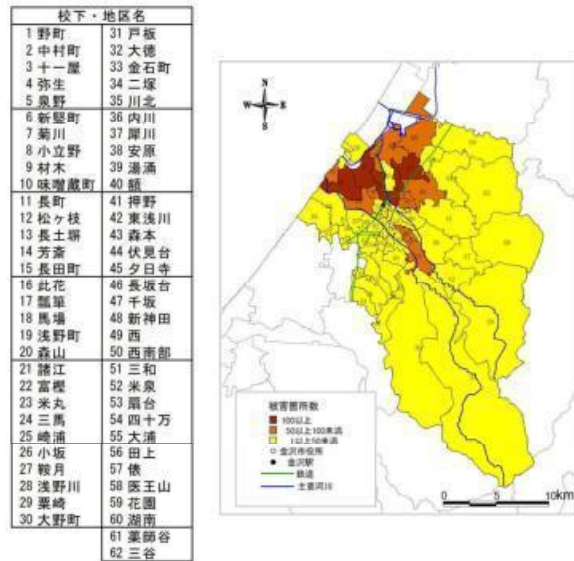 校下・地区名
1 野町 31 戸板
2 中村町 32 大徳
3 十一屋 33 金石町
4 弥生 34 二塚
5 泉野 35 川北
6 新竪町 36 内川
7 菊川 37 犀川
8 小立野 38 安原
9 材木 39 湯涌
10 味噌蔵町 40 額
11 長町 41 押野
12 松ヶ枝 42 東浅川
13 長土塀 43 森本
14 芳斎 44 伏見台
15 長田町 45 夕日寺
16 此花 46 長坂台
17 瓢箪 47 千坂
18 馬場 48 新神田
19 浅野町 49 西
20 森山 50 西南部
21 諸江 51 三和
22 富樫 52 米泉
23 米丸 53 扇台
24 三馬 54 四十万
25 崎浦 55 大浦
26 小坂 56 田上
27 鞍月 57 俵
28 浅野川 58 医王山
29 粟崎 59 花園
30 大野町 60 湖南
61 薬師谷
62 三谷
N
W E
S
被害箇所数
100以上
50以上100未満
1以上50未満
金沢市役所
金沢駅
鉄道
主要河川
0 5 10km